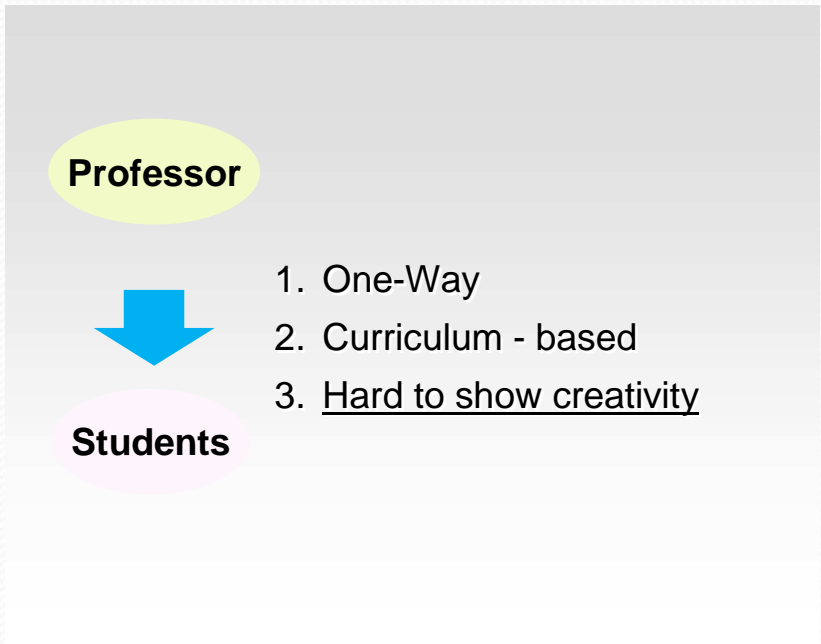 Professor
1. One-Way
2. Curriculum - based
3. Hard to show creativity
Students